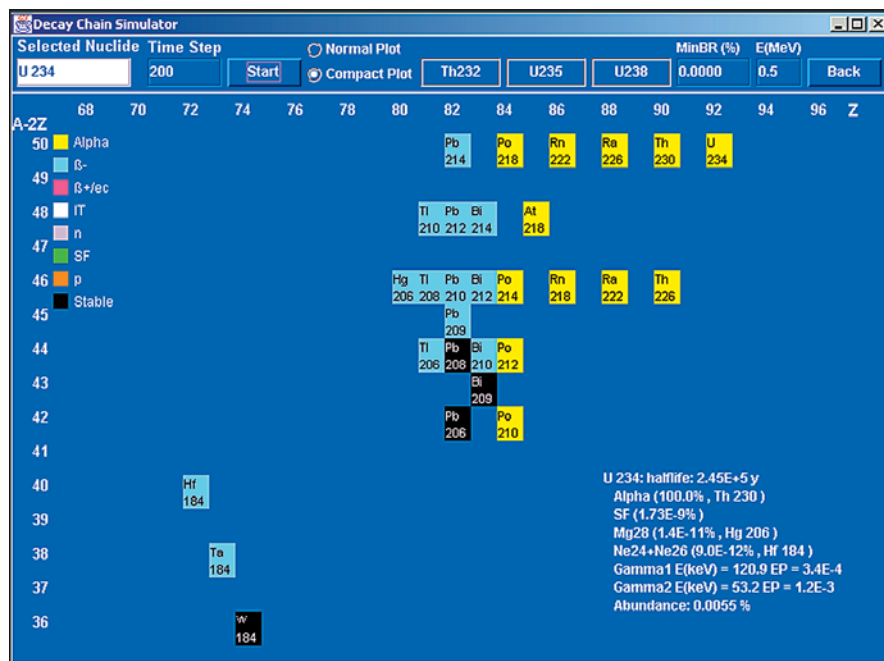 Decay Chain Simulator
Selected Nuclide Time Step Normal Plot MinBR (%) E(MeV)
U 234 200 Start Compact Plot Th232 U235 U238 0.0000 0.5 Back
68 70 72 74 76 78 80 82 84 86 88 90 92 94 96 Z
A-2Z
50 Alpha Pb Po Rn Ra Th U
214 218 222 226 230 234
49 ß-
ß+/ec
48 IT Tl Pb Bi At
210 212 214 218
47 n
SF
46 p Hg Tl Pb Bi Po Rn Ra Th
206 208 210 212 214 218 222 226
Stable
45 Pb
209
44 Tl Pb Bi Po
206 208 210 212
43 Bi
209
42 Pb Po
206 210
41
40 Hf
184
39
38 Ta
184
37
36 W
184
U 234: halflife: 2.45E+5 y
Alpha (100.0% , Th 230 )
SF (1.73E-9% )
Mg28 (1.4E-11% , Hg 206 )
Ne24+Ne26 (9.0E-12% , Hf 184 )
Gamma1 E(keV) = 120.9 EP = 3.4E-4
Gamma2 E(keV) = 53.2 EP = 1.2E-3
Abundance: 0.0055 %